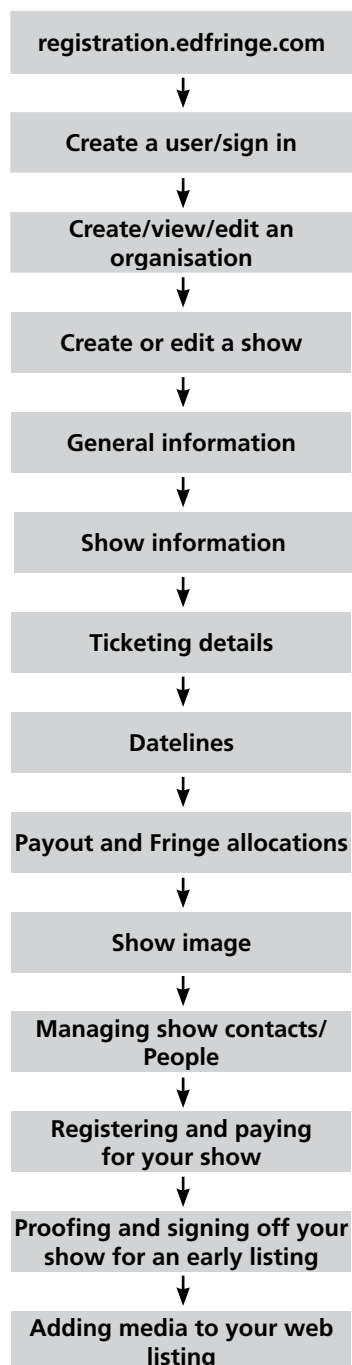 registration.edfringe.com
Create a user/sign in
Create/view/edit an
organisation
Create or edit a show
General information
Show information
Ticketing details
Datelines
Payout and Fringe allocations
Show image
Managing show contacts/
People
Registering and paying
for your show
Proofing and signing off your
show for an early listing
Adding media to your web
listing